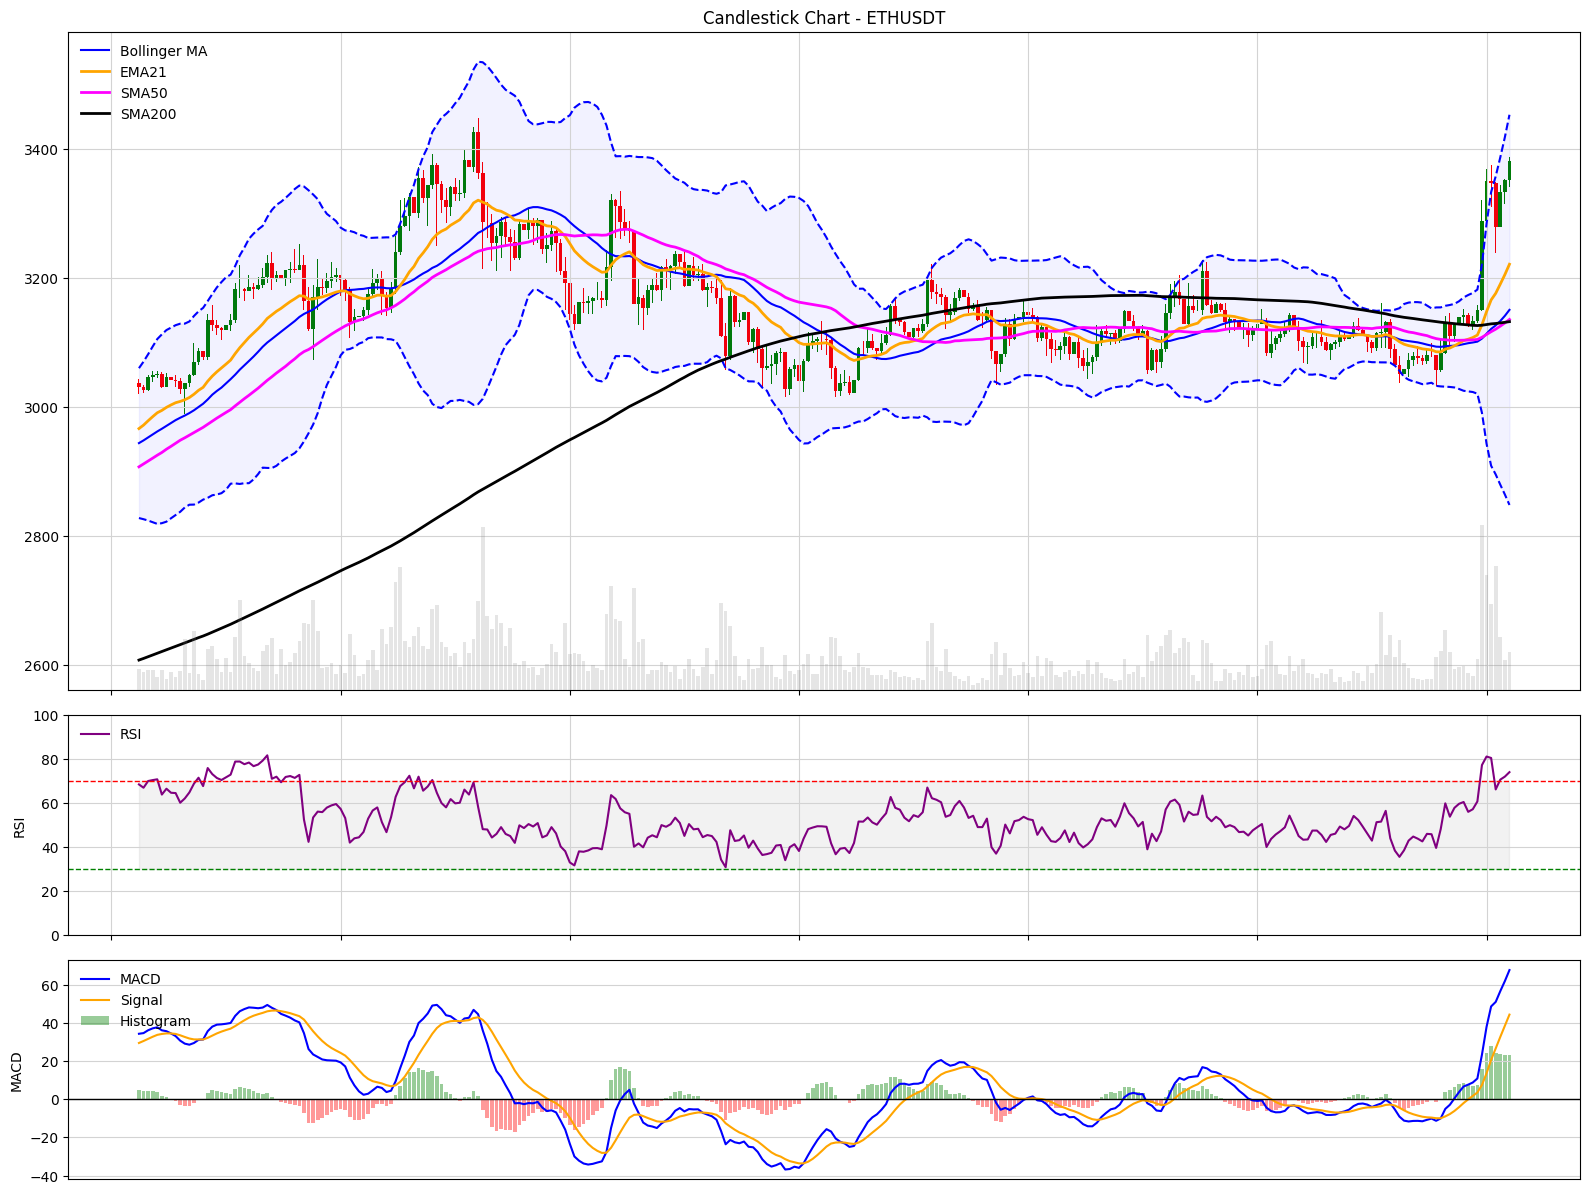 Candlestick Chart - ETHUSDT
Bollinger MA
EMA21
SMA50
SMA200
3400
3200
3000
2800
2600
RSI
100
80
60
40
20
0
RSI
MACD
Signal
Histogram
60
40
20
0
−20
−40
MACD